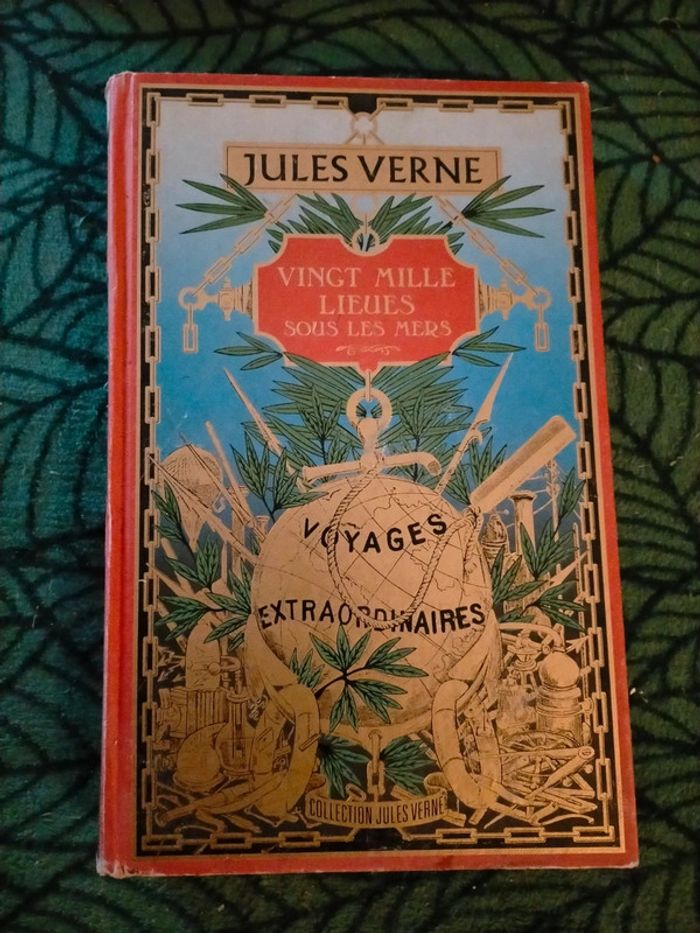 JULES VERNE
VINGT MILLE
LIEUES
SOUS LES MERS
VOYAGES
EXTRAORDINAIRES
COLLECTION JULES VERNE